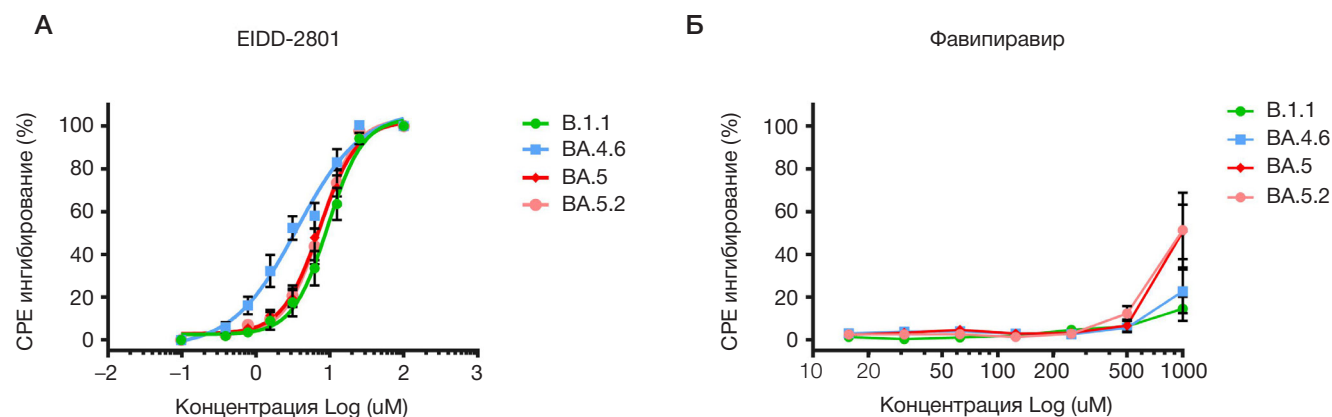 А
EIDD-2801
CPE ингибирование (%)
100
80
60
40
20
0
−2
−1
0
1
2
3
Концентрация Log (uM)
B.1.1
BA.4.6
BA.5
BA.5.2
Б
Фавипиравир
CPE ингибирование (%)
100
80
60
40
20
0
10
20
50
100
200
500
1000
Концентрация Log (uM)
B.1.1
BA.4.6
BA.5
BA.5.2